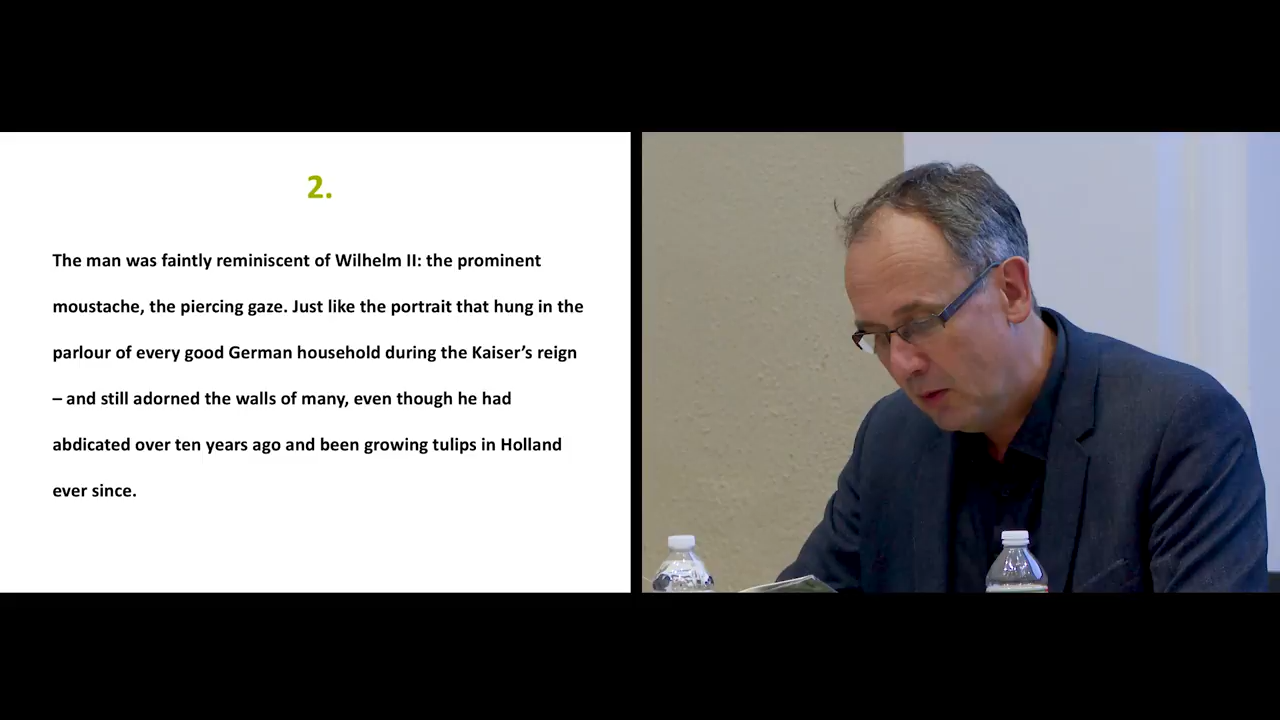 2.
The man was faintly reminiscent of Wilhelm II: the prominent
moustache, the piercing gaze. Just like the portrait that hung in the
parlour of every good German household during the Kaiser’s reign
– and still adorned the walls of many, even though he had
abdicated over ten years ago and been growing tulips in Holland
ever since.